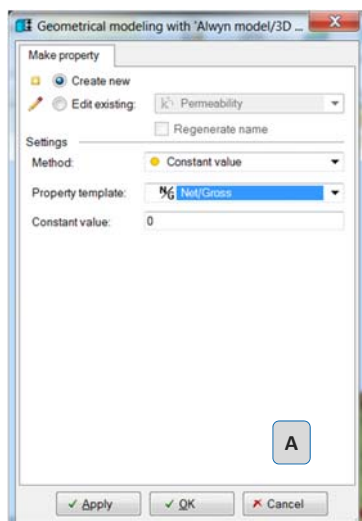 Geometrical modeling with 'Alwyn model/3D ...
Make property
Create new
Edit existing: Permeability
Regenerate name
Settings
Method: Constant value
Property template: N/G Net/Gross
Constant value: 0
A
Apply OK Cancel